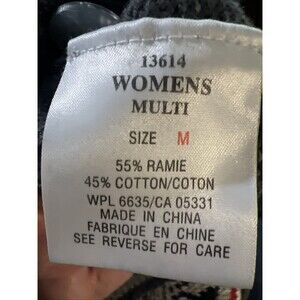 13614
WOMENS
MULTI
SIZE M
55% RAMIE
45% COTTON/COTON
WPL 6635/CA 05331
MADE IN CHINA
FABRIQUE EN CHINE
SEE REVERSE FOR CARE